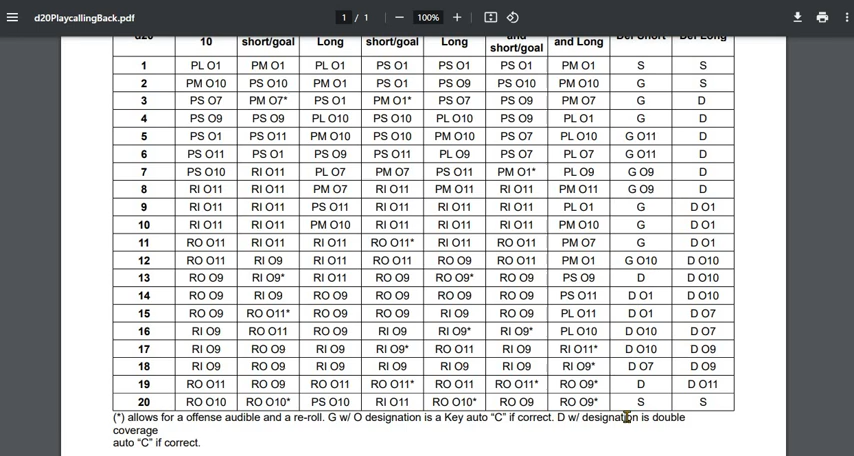 d20PlaycallingBack.pdf 1 / 1 100%
10 short/goal Long short/goal Long short/goal and Long
1 PL O1 PM O1 PL O1 PS O1 PS O1 PS O1 PM O1 S S
2 PM O10 PS O10 PM O1 PS O1 PS O9 PS O10 PM O10 G S
3 PS O7 PM O7* PS O1 PM O1* PS O7 PS O9 PM O7 G D
4 PS O9 PS O9 PL O10 PS O10 PL O10 PS O9 PL O1 G D
5 PS O1 PS O11 PM O10 PS O10 PM O10 PS O7 PL O10 G O11 D
6 PS O11 PS O1 PS O9 PS O11 PL O9 PS O7 PL O7 G O11 D
7 PS O10 RI O11 PL O7 PM O7 PS O11 PM O1* PL O9 G O9 D
8 RI O11 RI O11 PM O7 RI O11 PM O11 RI O11 PM O11 G O9 D
9 RI O11 RI O11 PS O11 RI O11 RI O11 RI O11 PL O1 G D O1
10 RI O11 RI O11 PM O10 RI O11 RI O11 RI O11 PM O10 G D O1
11 RO O11 RI O11 RI O11 RO O11* RI O11 RO O11 PM O7 G D O1
12 RO O11 RI O9 RI O11 RO O11 RO O9 RO O11 PM O1 G O10 D O10
13 RO O9 RI O9* RI O11 RO O9 RO O9* RO O9 PS O9 D D O10
14 RO O9 RI O9 RO O9 RO O9 RO O9 RO O9 PS O11 D O1 D O10
15 RO O9 RO O11* RO O9 RO O9 RI O9 RO O9 PL O11 D O1 D O7
16 RI O9 RO O11 RO O9 RI O9 RI O9* RI O9* PL O10 D O10 D O7
17 RI O9 RO O9 RI O9 RI O9* RO O11 RI O9 RI O11* D O10 D O9
18 RI O9 RO O9 RI O9 RI O9 RI O9 RI O9 RI O9* D O7 D O9
19 RO O11 RO O9 RO O11 RO O11* RO O11 RO O11* RO O9* D D O11
20 RO O10 RO O10* PS O10 RI O11 RO O10* RO O9 RO O9* S S
(*) allows for a offense audible and a re-roll. G w/ O designation is a Key auto “C” if correct. D w/ designation is double
coverage
auto “C” if correct.